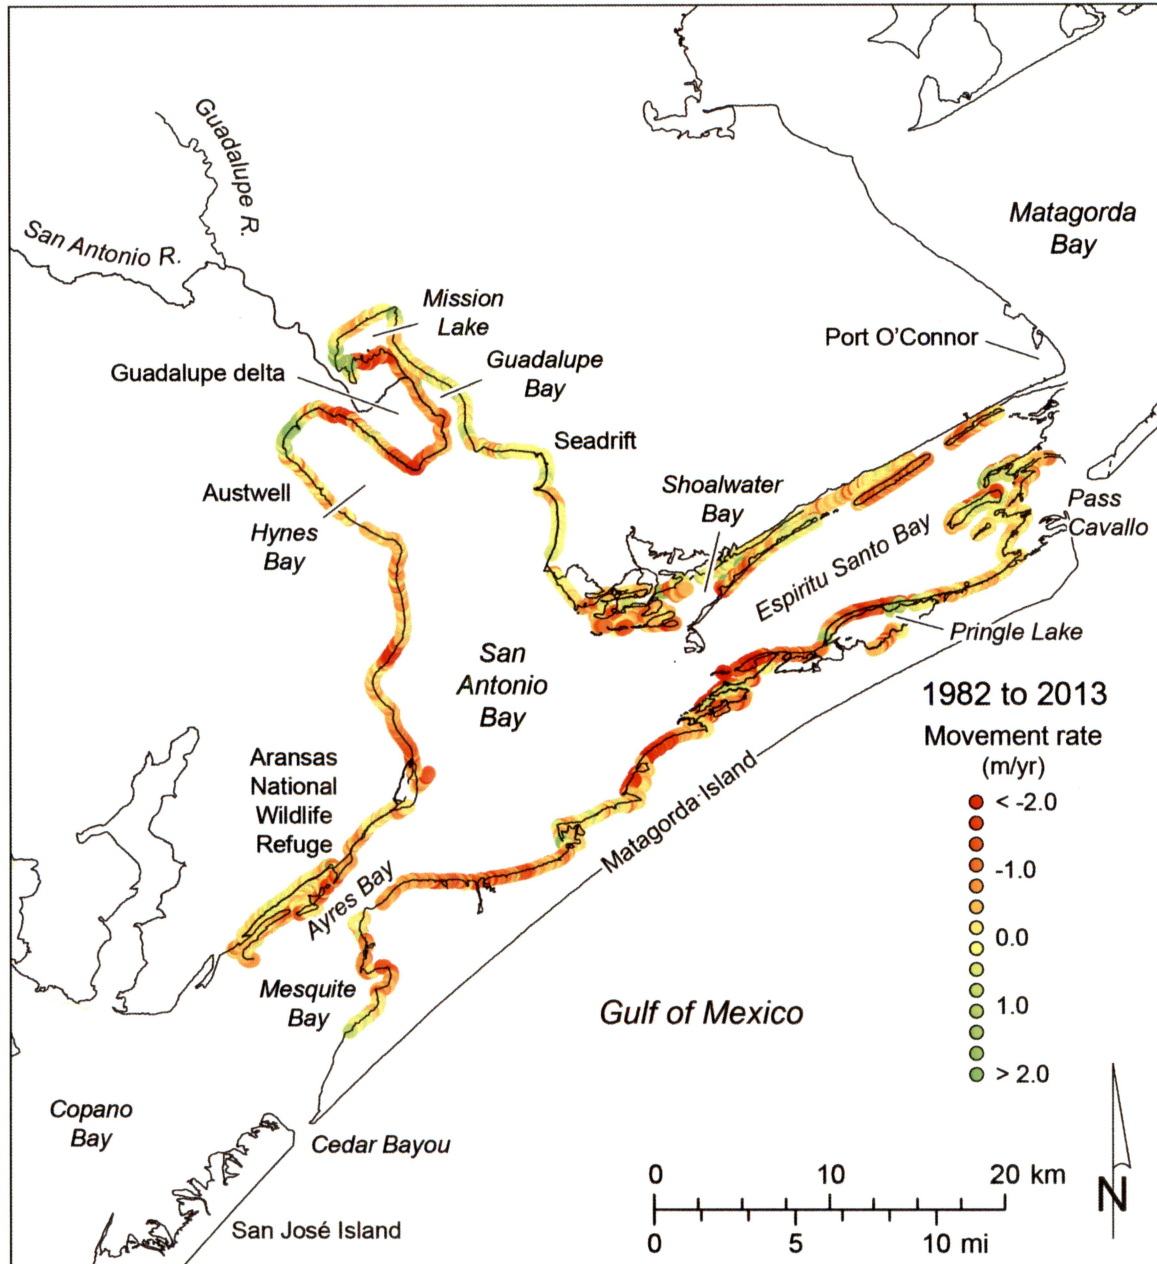 Guadalupe R.
San Antonio R.
Matagorda
Bay
Mission
Lake
Port O'Connor
Guadalupe
Bay
Guadalupe delta
Seadrift
Austwell
Shoalwater
Bay
Pass
Cavallo
Hynes
Bay
Espiritu Santo Bay
Pringle Lake
San
Antonio
Bay
1982 to 2013
Movement rate
(m/yr)
< -2.0
-1.0
0.0
1.0
> 2.0
Aransas
National
Wildlife
Refuge
Matagorda Island
Ayres Bay
Mesquite
Bay
Gulf of Mexico
Copano
Bay
Cedar Bayou
San José Island
0 10 20 km
0 5 10 mi
N